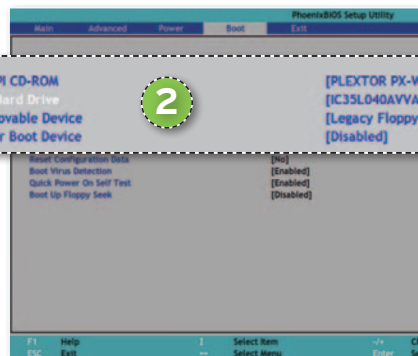 PhoenixBIOS Setup Utility
Main Advanced Power Boot Exit
PI CD-ROM [PLEXTOR PX-W
ard Drive [IC35L040AVVA
ovable Device [Legacy Floppy
r Boot Device [Disabled]
2
Reset Configuration Data [No]
Boot Virus Detection [Enabled]
Quick Power On Self Test [Enabled]
Boot Up Floppy Seek [Disabled]
F1 Help Select Item -/+
ESC Exit Select Menu Enter